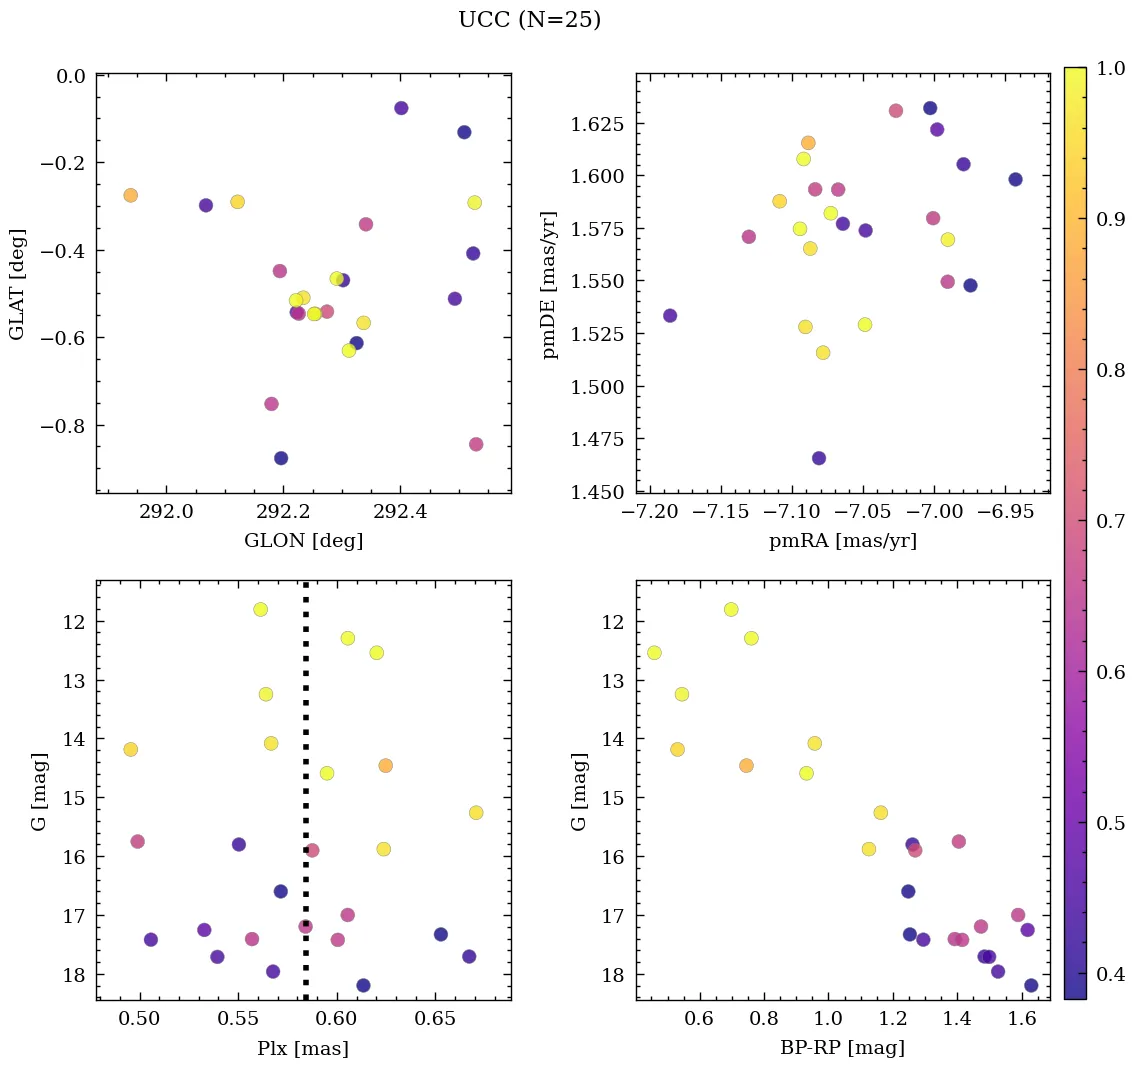 UCC (N=25)
0.0
−0.2
−0.4
−0.6
−0.8
GLAT [deg]
292.0 292.2 292.4
GLON [deg]
1.625
1.600
1.575
1.550
1.525
1.500
1.475
1.450
pmDE [mas/yr]
−7.20 −7.15 −7.10 −7.05 −7.00 −6.95
pmRA [mas/yr]
12
13
14
15
16
17
18
G [mag]
0.50 0.55 0.60 0.65
Plx [mas]
12
13
14
15
16
17
18
G [mag]
0.6 0.8 1.0 1.2 1.4 1.6
BP-RP [mag]
1.0
0.9
0.8
0.7
0.6
0.5
0.4